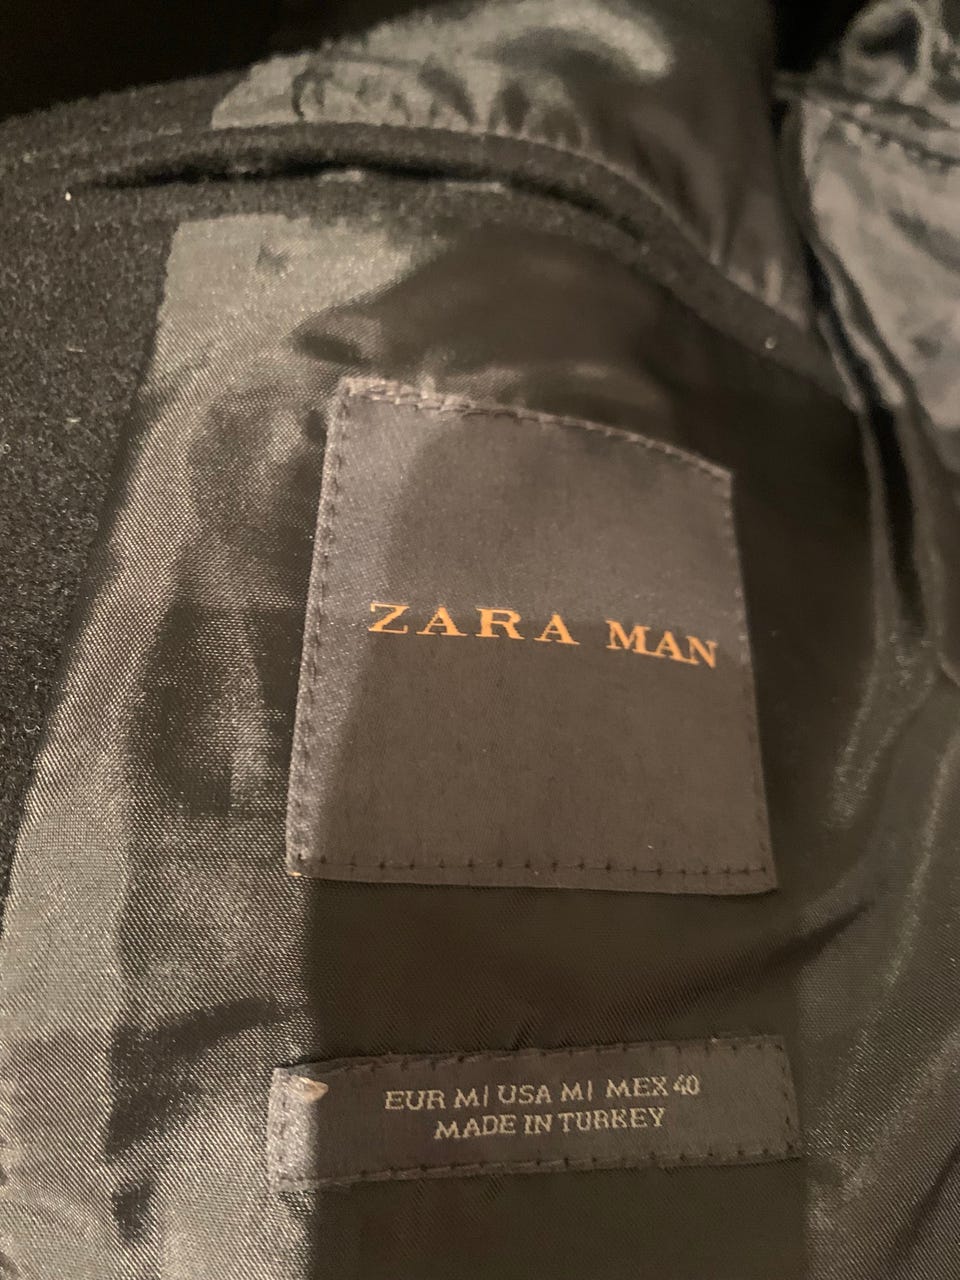 ZARA MAN
EUR M| USA M| MEX 40
MADE IN TURKEY